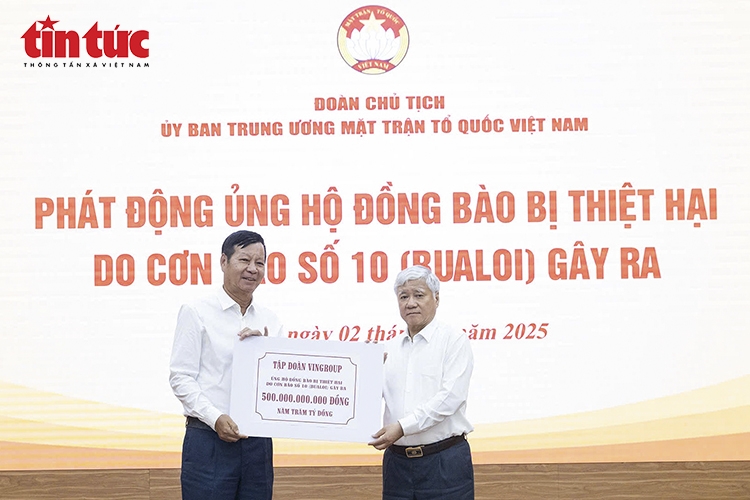 tin tức
THÔNG TẤN XÃ VIỆT NAM
MẶT TRẬN TỔ QUỐC
VIỆT NAM
ĐOÀN CHỦ TỊCH
ỦY BAN TRUNG ƯƠNG MẶT TRẬN TỔ QUỐC VIỆT NAM
PHÁT ĐỘNG ỦNG HỘ ĐỒNG BÀO BỊ THIỆT HẠI
DO CƠN SỐ 10 (BUALOI) GÂY RA
ngày 02 năm 2025
TẬP ĐOÀN VINGROUP
ỦNG HỘ ĐỒNG BÀO BỊ THIỆT HẠI
DO CƠN BÃO SỐ 10 (BUALOI) GÂY RA
500.000.000.000 ĐỒNG
NĂM TRĂM TỶ ĐỒNG